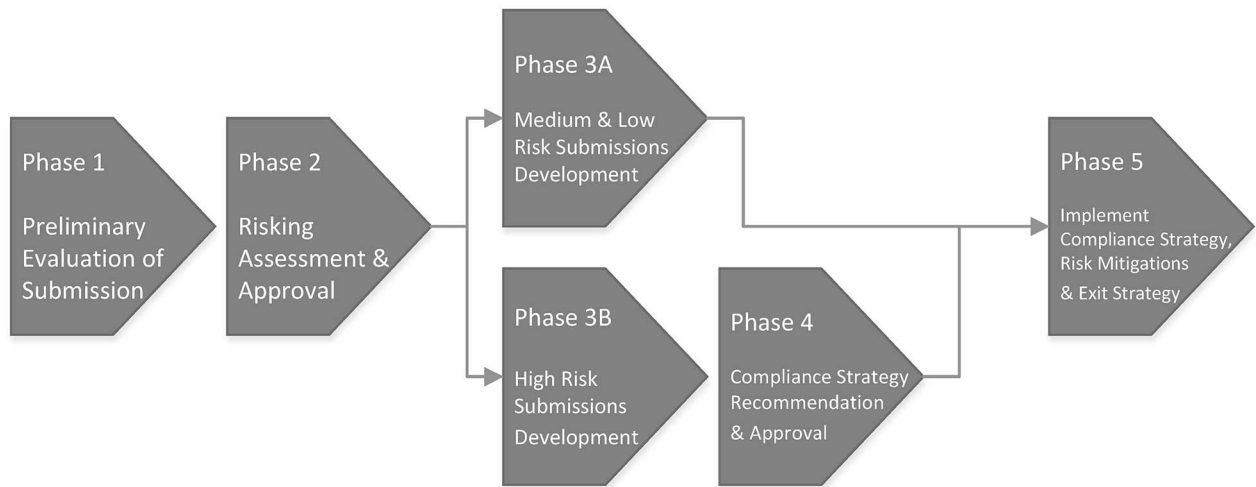 Phase 1
Preliminary
Evaluation of
Submission
Phase 2
Risking
Assessment &
Approval
Phase 3A
Medium & Low
Risk Submissions
Development
Phase 3B
High Risk
Submissions
Development
Phase 4
Compliance Strategy
Recommendation
& Approval
Phase 5
Implement
Compliance Strategy,
Risk Mitigations
& Exit Strategy